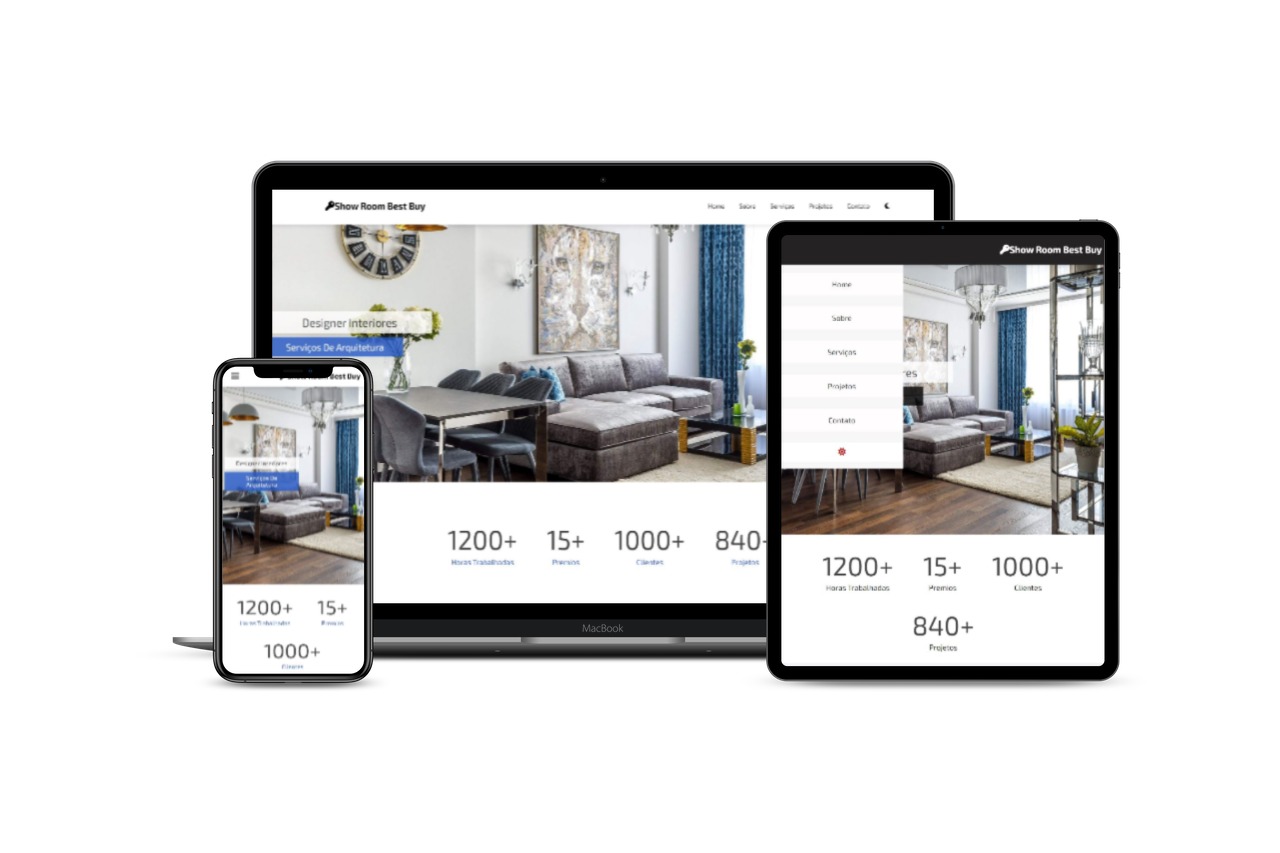 Show Room Best Buy
Home Sobre Serviços Projetos Contato
Designer Interiores
Serviços De Arquitetura
1200+ 15+ 1000+ 840+
Horas Trabalhadas Premios Clientes Projetos
MacBook
Show Room Best Buy
Designer Interiores
Serviços De
Arquitetura
1200+ 15+
Horas Trabalhadas Premios
1000+
Clientes
Show Room Best Buy
Home
Sobre
Serviços
Projetos
Contato
res
1200+ 15+ 1000+
Horas Trabalhadas Premios Clientes
840+
Projetos